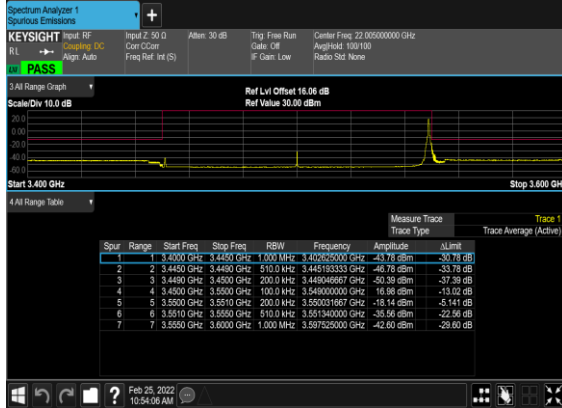 Spectrum Analyzer 1
Spurious Emissions
+
KEYSIGHT Input: RF Input Z: 50 Ω Atten: 30 dB Trig: Free Run Center Freq: 22.005000000 GHz
RL Coupling: DC Corr CCorr Gate: Off Avg|Hold: 100/100
Align: Auto Freq Ref: Int (S) IF Gain: Low Radio Std: None
PASS
3 All Range Graph Ref Lvl Offset 16.06 dB
Scale/Div 10.0 dB Ref Value 30.00 dBm
20.0
0.00
-20.0
-40.0
-60.0
Start 3.400 GHz Stop 3.600 GH
4 All Range Table
Measure Trace Trace 1
Trace Type Trace Average (Active)
Spur Range Start Freq Stop Freq RBW Frequency Amplitude ΔLimit
1 1 3.4000 GHz 3.4450 GHz 1.000 MHz 3.402625000 GHz -43.78 dBm -30.78 dB
2 2 3.4450 GHz 3.4490 GHz 510.0 kHz 3.445193333 GHz -46.78 dBm -33.78 dB
3 3 3.4490 GHz 3.4500 GHz 200.0 kHz 3.449046667 GHz -50.39 dBm -37.39 dB
4 4 3.4500 GHz 3.5500 GHz 100.0 kHz 3.549000000 GHz 16.98 dBm -13.02 dB
5 5 3.5500 GHz 3.5510 GHz 200.0 kHz 3.550031667 GHz -18.14 dBm -5.141 dB
6 6 3.5510 GHz 3.5550 GHz 510.0 kHz 3.551340000 GHz -35.56 dBm -22.56 dB
7 7 3.5550 GHz 3.6000 GHz 1.000 MHz 3.597525000 GHz -42.60 dBm -29.60 dB
? Feb 25, 2022
10:54:06 AM